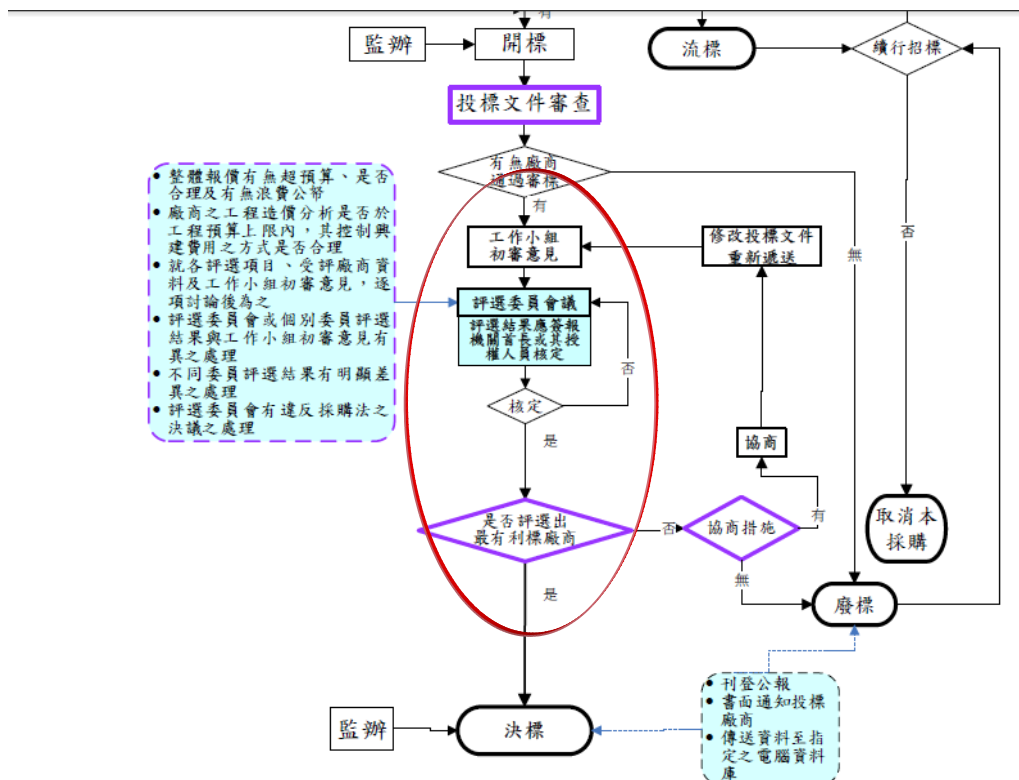 有
監辦
開標
流標
續行招標
投標文件審查
有無廠商
通過審標
• 整體報價有無超預算、是否
合理及有無浪費公帑
• 廠商之工程造價分析是否於
工程預算上限內，其控制興
建費用之方式是否合理
• 就各評選項目、受評廠商資
料及工作小組初審意見，逐
項討論後為之
• 評選委員會或個別委員評選
結果與工作小組初審意見有
異之處理
• 不同委員評選結果有明顯差
異之處理
• 評選委員會有違反採購法之
決議之處理
有
工作小組
初審意見
修改投標文件
重新遞送
無
否
評選委員會議
評選結果應簽報
機關首長或其授
權人員核定
否
核定
是
協商
是否評選出
最有利標廠商
否
協商措施
有
取消本
採購
是
無
廢標
監辦
決標
• 刊登公報
• 書面通知投標
廠商
• 傳送資料至指
定之電腦資料
庫